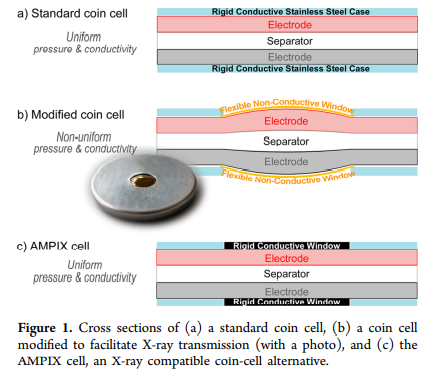 a) Standard coin cell
Uniform
pressure & conductivity
Rigid Conductive Stainless Steel Case
Electrode
Separator
Electrode
Rigid Conductive Stainless Steel Case
b) Modified coin cell
Non-uniform
pressure & conductivity
Flexible Non-Conductive Window
Electrode
Separator
Electrode
Flexible Non-Conductive Window
c) AMPIX cell
Uniform
pressure & conductivity
Rigid Conductive Window
Electrode
Separator
Electrode
Rigid Conductive Window
Figure 1. Cross sections of (a) a standard coin cell, (b) a coin cell
modified to facilitate X-ray transmission (with a photo), and (c) the
AMPIX cell, an X-ray compatible coin-cell alternative.